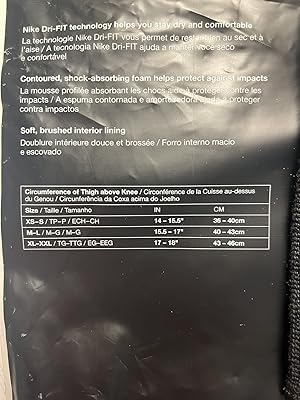 Nike Dri-FIT technology helps you stay dry and comfortable
La technologie Nike Dri-FIT vous permet de rester bien au sec et à
l'aise / A tecnologia Nike Dri-FIT ajuda a manter você seco
e confortável
Contoured, shock-absorbing foam helps protect against impacts
La mousse profilée absorbant les chocs aide à protéger contre les
impacts / A espuma contornada e amortecedora ajuda a proteger
contra impactos
Soft, brushed interior lining
Doublure intérieure douce et brossée / Forro interno macio
e escovado
Circumference of Thigh above Knee / Circonférence de la Cuisse au-dessus
du Genou / Circunferência da Coxa acima do Joelho
Size / Taille / Tamanho IN CM
XS-S / TP-P / ECH-CH 14 - 15.5" 36 - 40cm
M-L / M-G / M-G 15.5 - 17" 40 - 43cm
XL-XXL / TG-TTG / EG-EEG 17 - 18" 43 - 46cm